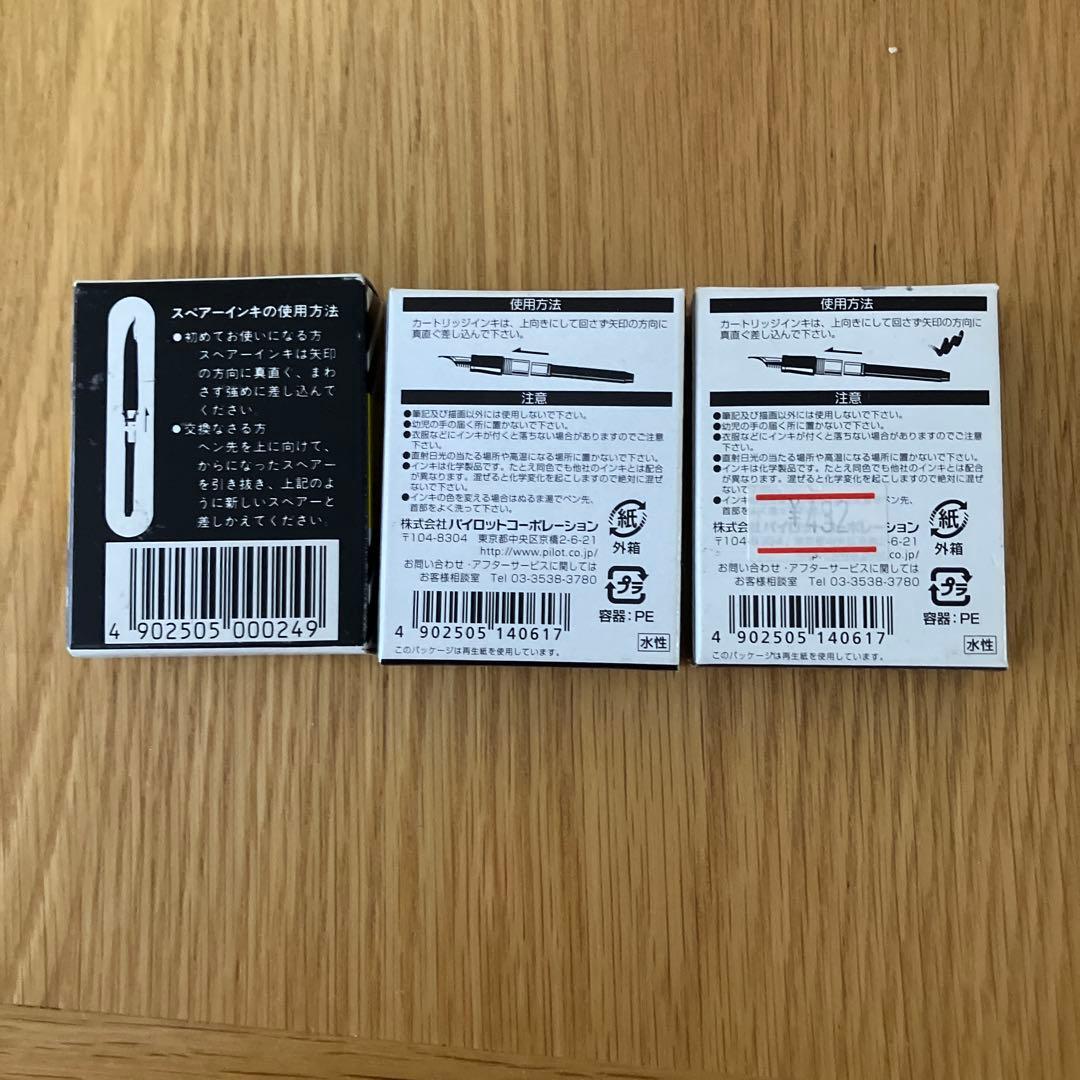 スペアーインキの使用方法
●初めてお使いになる方
スペアーインキは矢印
の方向に真直ぐ、まわ
さず強めに差し込んで
ください。
●交換なさる方
ペン先を上に向けて、
からになったスペアー
を引き抜き、上記のよ
うに新しいスペアーと
差しかえてください。
4 902505 000249
使用方法
カートリッジインキは、上向きにして回さず矢印の方向に
真直ぐ差し込んで下さい。
注意
●筆記及び描画以外には使用しないで下さい。
●幼児の手の届く所に置かないで下さい。
●衣服などにインキが付くと落ちない場合がありますのでご注意
下さい。
●直射日光の当たる場所や高温になる場所に置かないで下さい。
●インキは化学製品です。たとえ同色でも他社のインキとは配合
が異なります。混ぜると化学変化を起こしますので絶対に混ぜ
ないで下さい。
●インキの色を変える場合はぬるま湯でペン先、
首部をよく洗って下さい。
株式会社パイロットコーポレーション
〒104-8304 東京都中央区京橋2-6-21
http://www.pilot.co.jp/
お問い合わせ・アフターサービスに関しては
お客様相談室 Tel 03-3538-3780
紙
外箱
プラ
容器：PE
4 902505 140617
水性
このパッケージは再生紙を使用しています。
使用方法
カートリッジインキは、上向きにして回さず矢印の方向に
真直ぐ差し込んで下さい。
注意
●筆記及び描画以外には使用しないで下さい。
●幼児の手の届く所に置かないで下さい。
●衣服などにインキが付くと落ちない場合がありますのでご注意
下さい。
●直射日光の当たる場所や高温になる場所に置かないで下さい。
●インキは化学製品です。たとえ同色でも他社のインキとは配合
が異なります。混ぜると化学変化を起こしますので絶対に混ぜ
ないで
●インキ ペン先、
首部
¥492
株式会社パイロットコーポレーション
〒104-8 2-6-21
co.jp/
お問い合わせ・アフターサービスに関しては
お客様相談室 Tel 03-3538-3780
紙
外箱
プラ
容器：PE
4 902505 140617
水性
このパッケージは再生紙を使用しています。